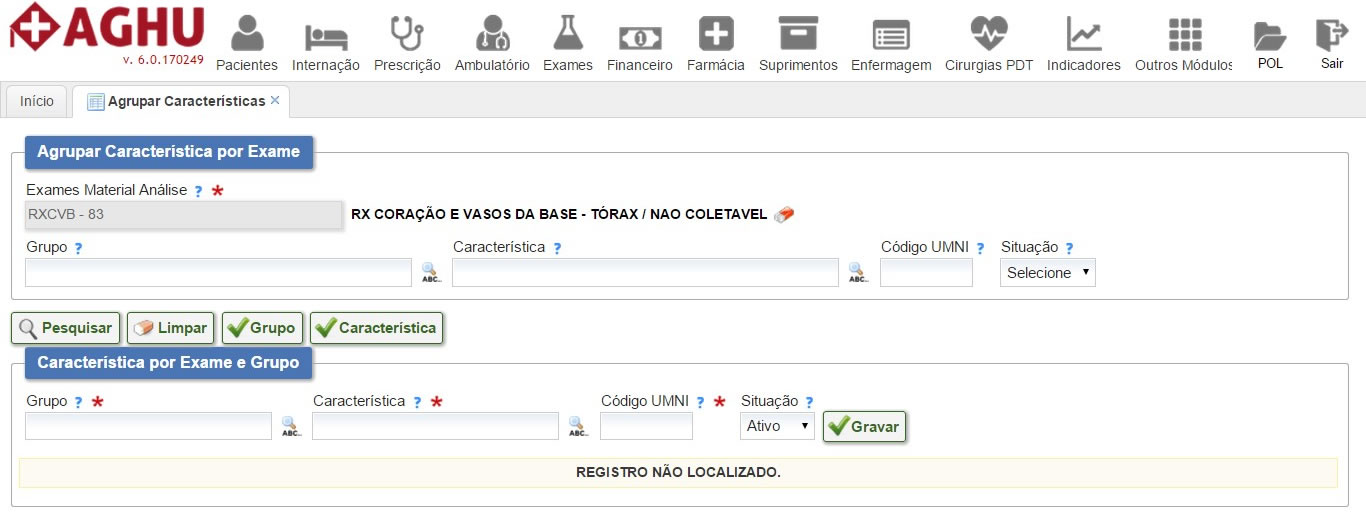 AGHU
v. 6.0.170249
Pacientes Internação Prescrição Ambulatório Exames Financeiro Farmácia Suprimentos Enfermagem Cirurgias PDT Indicadores Outros Módulos POL Sair
Início Agrupar Características
Agrupar Característica por Exame
Exames Material Análise ? *
RXCVB - 83 RX CORAÇÃO E VASOS DA BASE - TÓRAX / NAO COLETAVEL
Grupo ? Característica ? Código UMNI ? Situação ?
ABC.. ABC.. Selecione
Pesquisar Limpar Grupo Característica
Característica por Exame e Grupo
Grupo ? * Característica ? * Código UMNI ? * Situação ?
ABC.. ABC.. Ativo Gravar
REGISTRO NÃO LOCALIZADO.